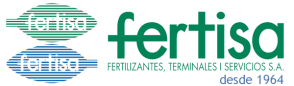 fertisa
fertisa
fertisa
FERTILIZANTES, TERMINALES I SERVICIOS S.A.
desde 1964